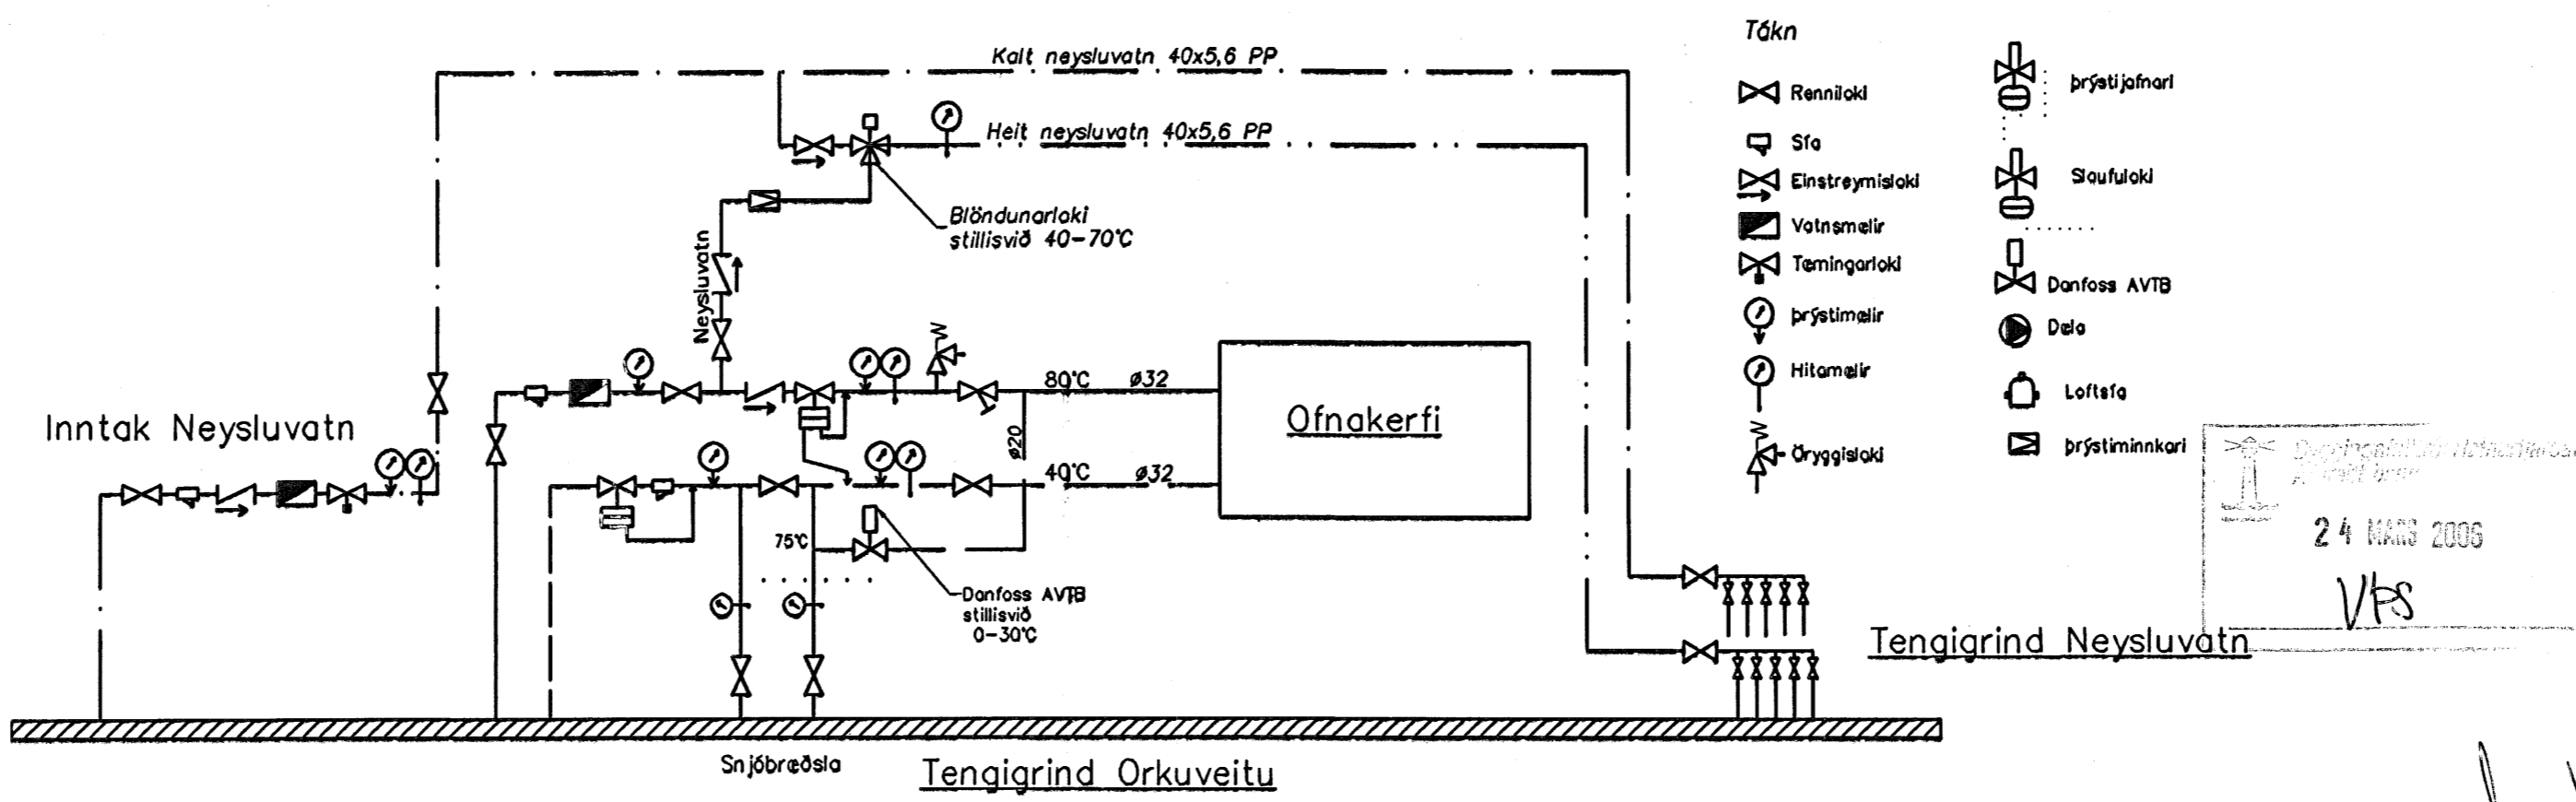 Kalt neysluvatn 40x5,6 PP
Heit neysluvatn 40x5,6 PP
Blöndunarloki
stillisvið 40-70°C
Neysluvatn
Inntak Neysluvatn
80°C ø32
ø20
40°C ø32
Ofnakerfi
75°C
Danfoss AVTB
stillisvið
0-30°C
Snjóbræðsla
Tengigrind Orkuveitu
Tengigrind Neysluvatn
Tákn
Renniloki
Sía
Einstreymisloki
Vatnsmælir
Tæmingarloki
þrýstimælir
Hitamælir
Öryggisloki
þrýstijafnari
Slaufuloki
Danfoss AVTB
Dæla
Loftsía
þrýstiminnkari
24 MARS 2006